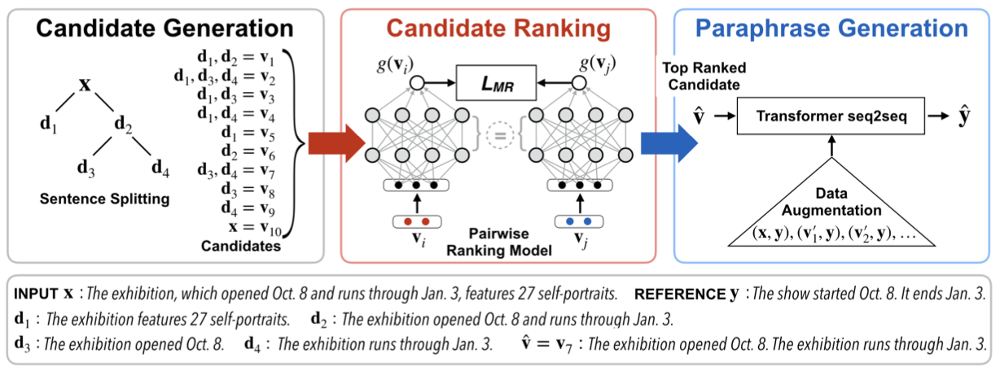 Candidate Generation
x
d1
d2
d3
d4
Sentence Splitting
d1, d2 = v1
d1, d3, d4 = v2
d1, d3 = v3
d1, d4 = v4
d1 = v5
d2 = v6
d3, d4 = v7
d3 = v8
d4 = v9
x = v10
Candidates
Candidate Ranking
g(vi)
LMR
g(vj)
=
vi
Pairwise
Ranking Model
vj
Paraphrase Generation
Top Ranked
Candidate
v̂
Transformer seq2seq
ŷ
Data
Augmentation
(x, y), (v′1, y), (v′2, y), …
INPUT x : The exhibition, which opened Oct. 8 and runs through Jan. 3, features 27 self-portraits. REFERENCE y : The show started Oct. 8. It ends Jan. 3.
d1 : The exhibition features 27 self-portraits. d2 : The exhibition opened Oct. 8 and runs through Jan. 3.
d3 : The exhibition opened Oct. 8. d4 : The exhibition runs through Jan. 3. v̂ = v7 : The exhibition opened Oct. 8. The exhibition runs through Jan. 3.